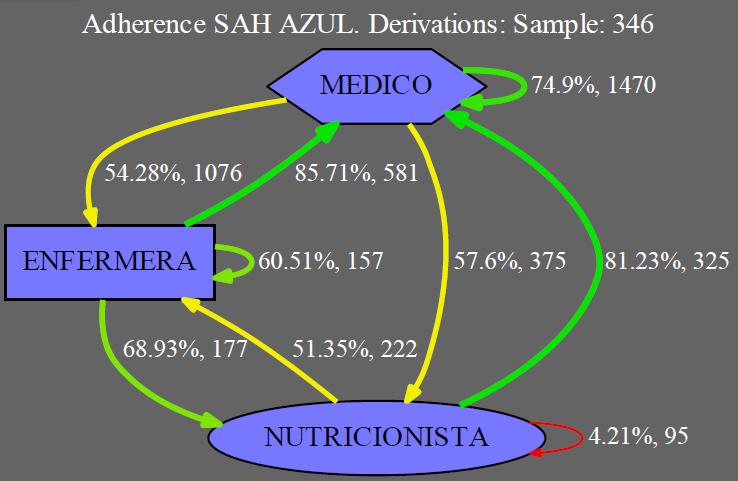 Adherence SAH AZUL. Derivations: Sample: 346
MEDICO
74.9%, 1470
54.28%, 1076
85.71%, 581
ENFERMERA
60.51%, 157
57.6%, 375
81.23%, 325
68.93%, 177
51.35%, 222
NUTRICIONISTA
4.21%, 95